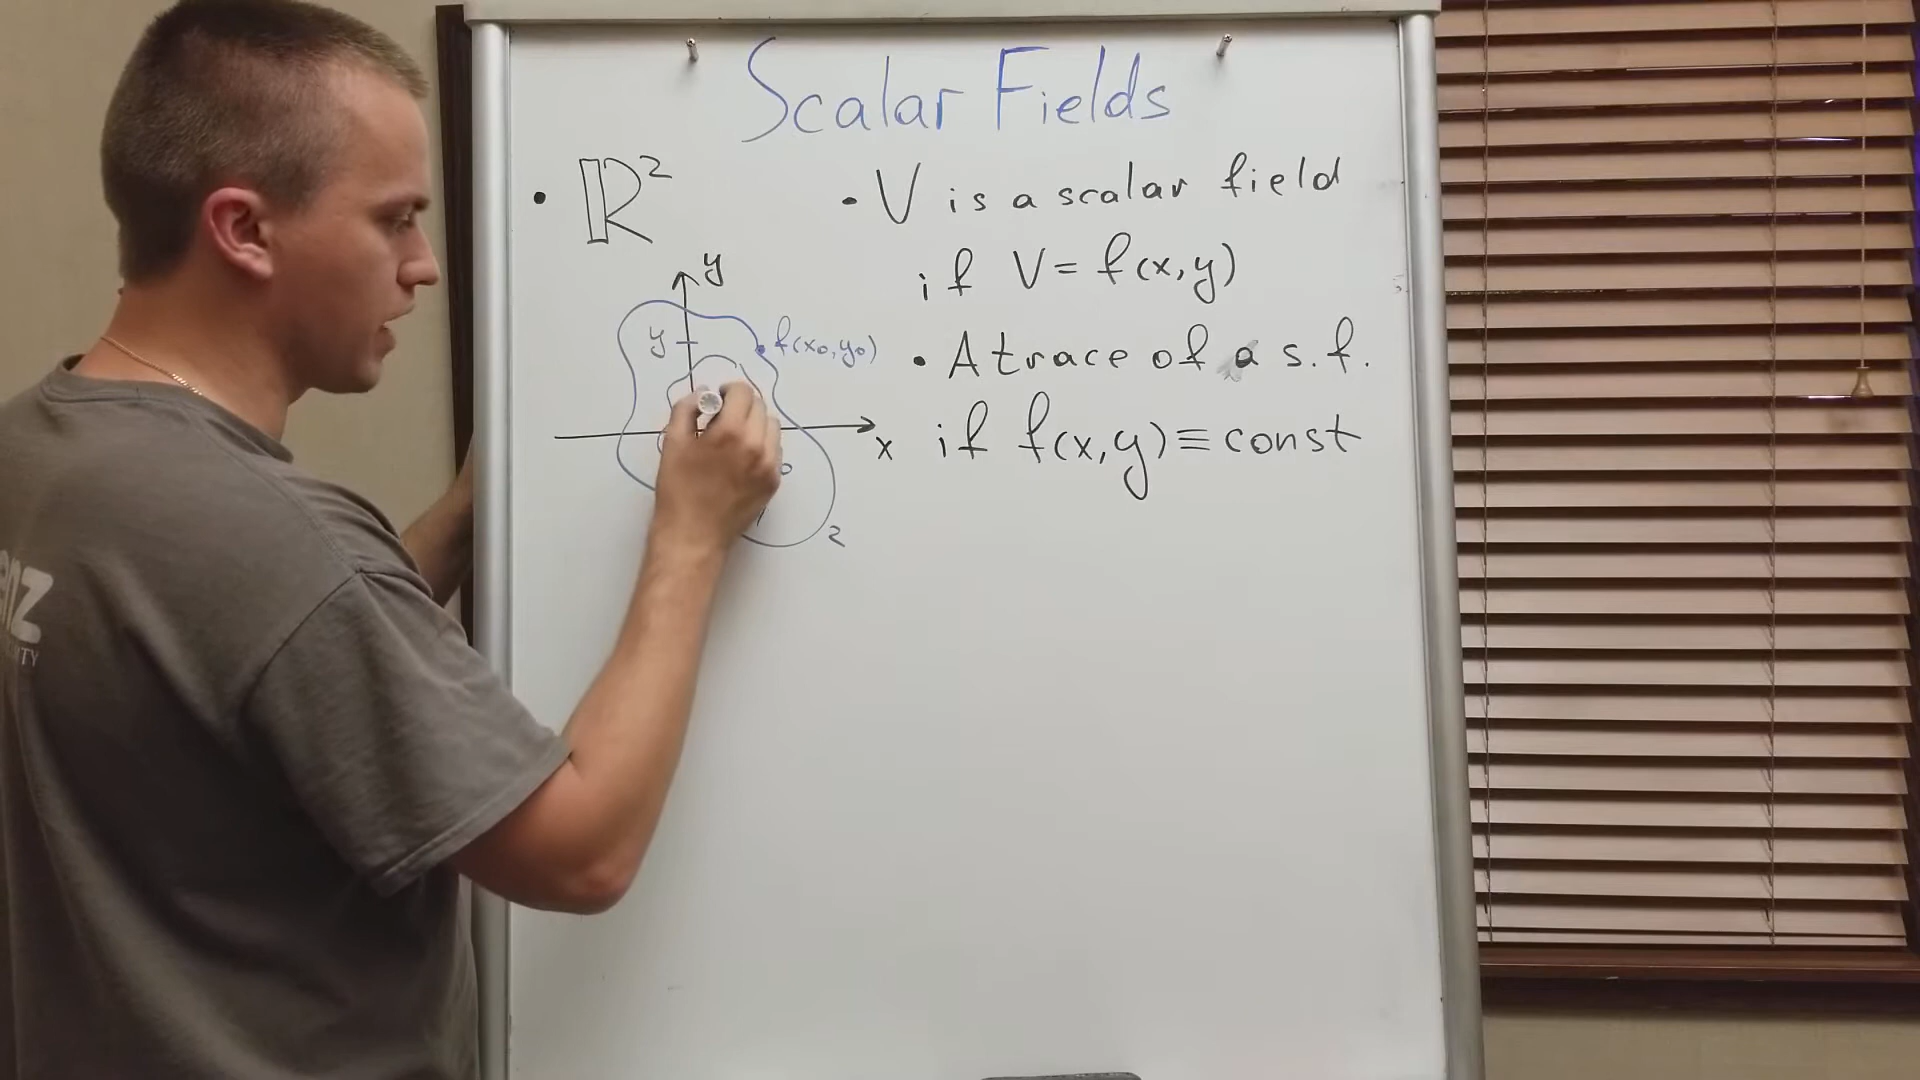 Scalar Fields
• ℝ²
• V is a scalar field
if V = f(x,y)
• A trace of a s.f.
if f(x,y) ≡ const
y
y
f(x₀,y₀)
x
2